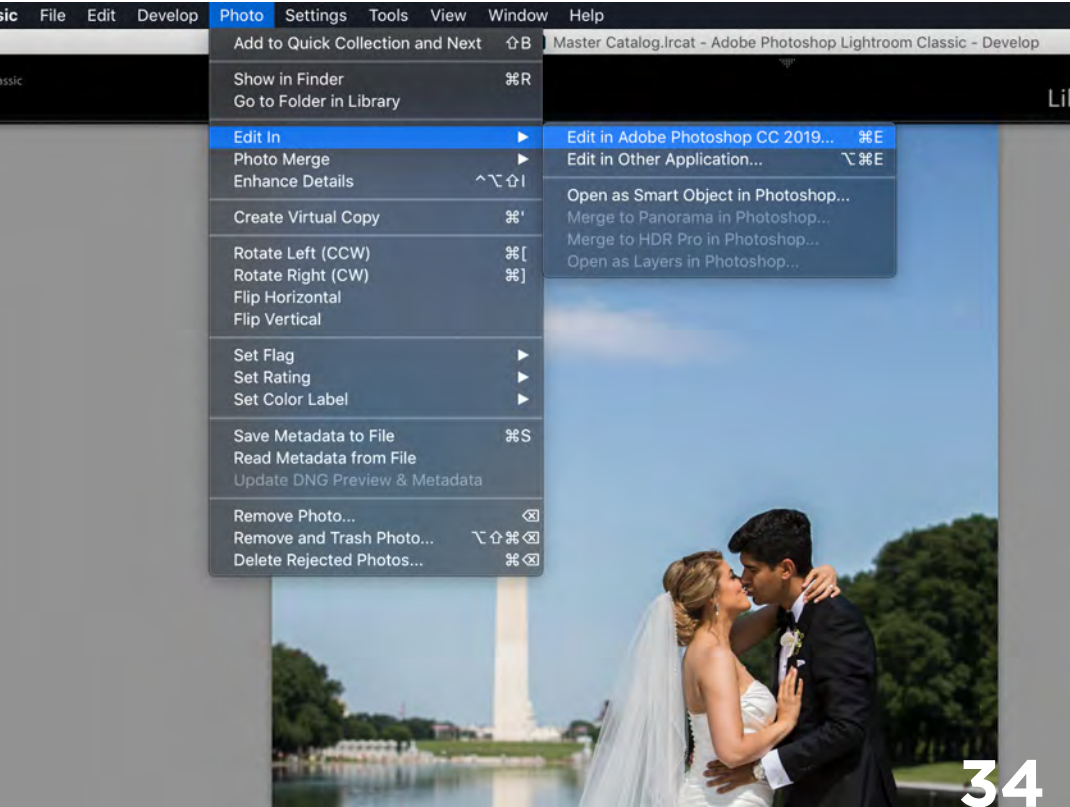 sic File Edit Develop Photo Settings Tools View Window Help
Master Catalog.lrcat - Adobe Photoshop Lightroom Classic - Develop
assic
Lil
Add to Quick Collection and Next ⇧B
Show in Finder ⌘R
Go to Folder in Library
Edit In ▶
Photo Merge ▶
Enhance Details ^⌥⇧I
Create Virtual Copy ⌘'
Rotate Left (CCW) ⌘[
Rotate Right (CW) ⌘]
Flip Horizontal
Flip Vertical
Set Flag ▶
Set Rating ▶
Set Color Label ▶
Save Metadata to File ⌘S
Read Metadata from File
Update DNG Preview & Metadata
Remove Photo... ⌫
Remove and Trash Photo... ⌥⇧⌘⌫
Delete Rejected Photos... ⌘⌫
Edit in Adobe Photoshop CC 2019... ⌘E
Edit in Other Application... ⌥⌘E
Open as Smart Object in Photoshop...
Merge to Panorama in Photoshop...
Merge to HDR Pro in Photoshop...
Open as Layers in Photoshop...
34